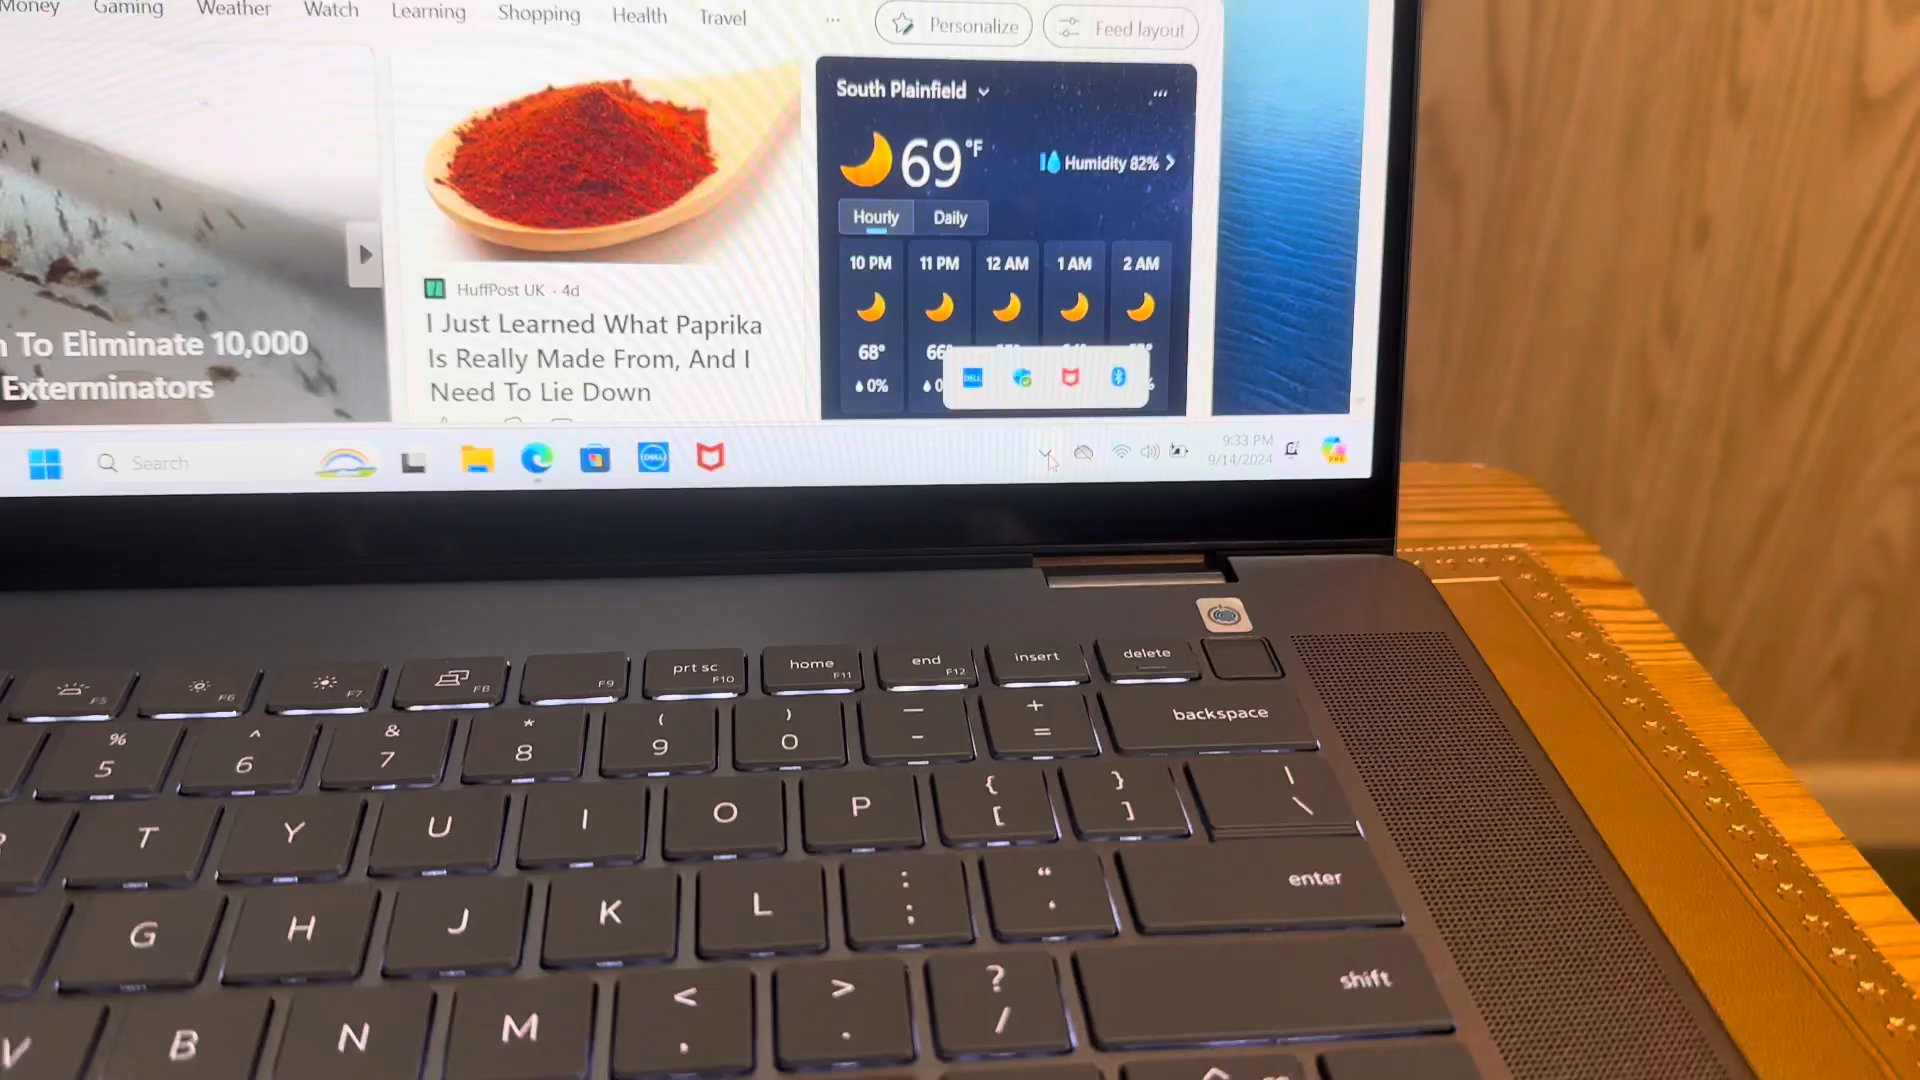 Money Gaming Weather Watch Learning Shopping Health Travel ... Personalize Feed layout
To Eliminate 10,000
Exterminators
HuffPost UK · 4d
I Just Learned What Paprika
Is Really Made From, And I
Need To Lie Down
South Plainfield ...
69 °F Humidity 82%
Hourly Daily
10 PM 11 PM 12 AM 1 AM 2 AM
68° 66°
0%
DELL
Search
DELL
9:33 PM
9/14/2024
PRE
F5 F6 F7 F8 F9 prt sc F10 home F11 end F12 insert delete
% 5 ^ 6 & 7 * 8 ( 9 ) 0 — - + = backspace
T Y U I O P { [ } ] | \
G H J K L : ; “ ‘ enter
V B N M < , > . ? / shift